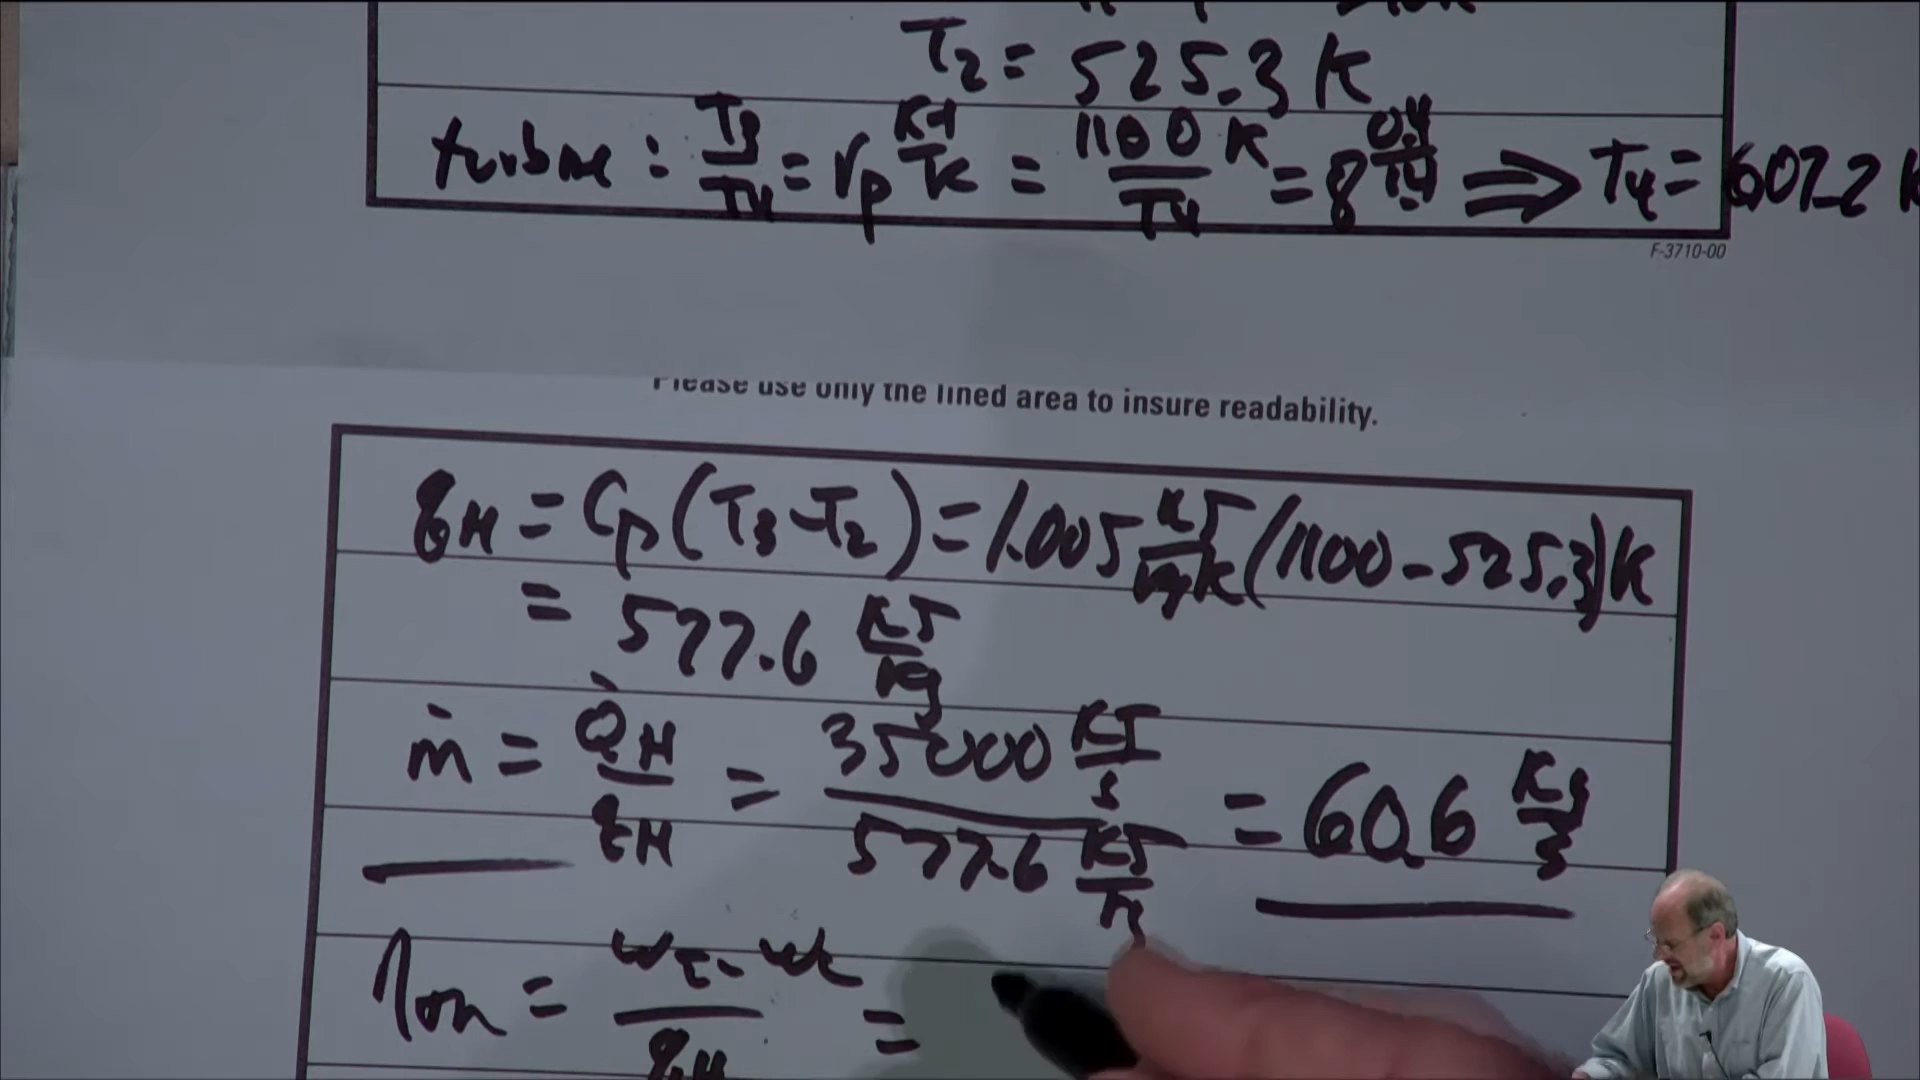 T2 = 525.3 K
turbine : T3/T4 = rp^(K-1/K) = 1100 K/T4 = 8^(0.4/1.4) ⇒ T4 = 607.2 K
F-3710-00
Please use only the lined area to insure readability.
qH = Cp (T3 - T2) = 1.005 KJ/kgK (1100 - 525.3) K
= 577.6 KJ/Kg
ṁ = Q̇H/qH = 35000 KJ/s / 577.6 KJ/Kg = 60.6 Kg/s
ηth = wT - wc / qH =